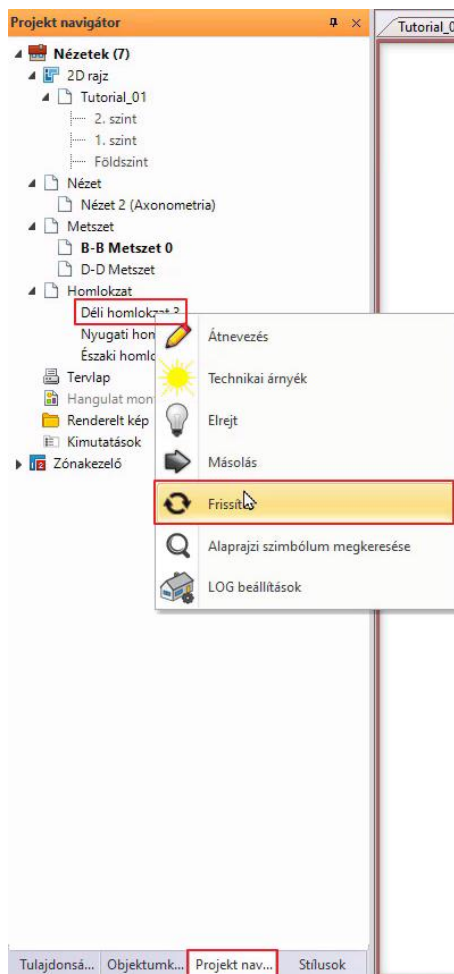 Projekt navigátor
Tutorial_0
Nézetek (7)
2D rajz
Tutorial_01
2. szint
1. szint
Földszint
Nézet
Nézet 2 (Axonometria)
Metszet
B-B Metszet 0
D-D Metszet
Homlokzat
Déli homlokzat
Nyugati hom
Északi homlo
Tervlap
Hangulat mon
Renderelt kép
Kimutatások
Zónakezelő
Átnevezés
Technikai árnyék
Elrejt
Másolás
Frissít
Alaprajzi szimbólum megkeresése
LOG beállítások
Tulajdonsá... Objektumk... Projekt nav... Stílusok